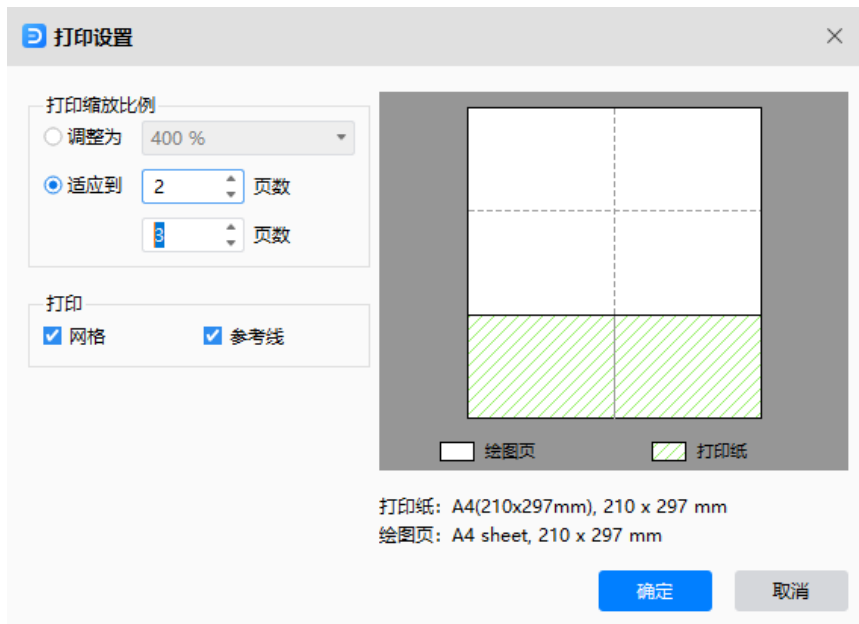 打印设置
打印缩放比例
调整为 400 %
适应到 2 页数
3 页数
打印
网格 参考线
绘图页 打印纸
打印纸：A4(210x297mm), 210 x 297 mm
绘图页：A4 sheet, 210 x 297 mm
确定 取消